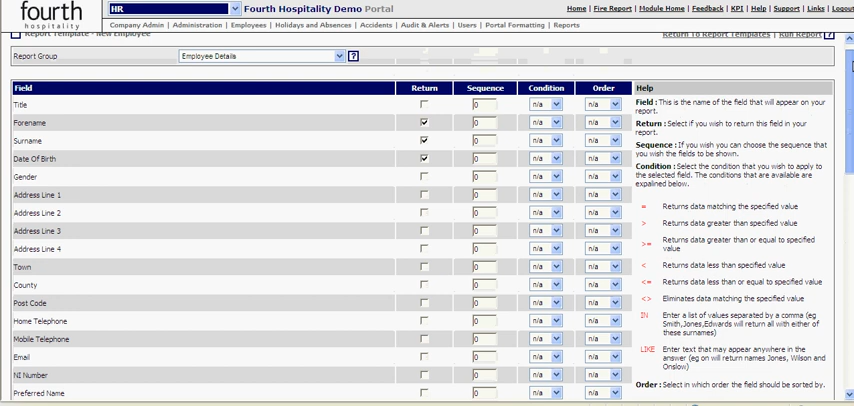 fourth
hospitality
HR
Fourth Hospitality Demo Portal
Home | Fire Report | Module Home | Feedback | KPI | Help | Support | Links | Logout
Company Admin | Administration | Employees | Holidays and Absences | Accidents | Audit & Alerts | Users | Portal Formatting | Reports
Report Template - New Employee
Return To Report Templates | Run Report ?
Report Group Employee Details ?
Field Return Sequence Condition Order
Title 0 n/a n/a
Forename 0 n/a n/a
Surname 0 n/a n/a
Date Of Birth 0 n/a n/a
Gender 0 n/a n/a
Address Line 1 0 n/a n/a
Address Line 2 0 n/a n/a
Address Line 3 0 n/a n/a
Address Line 4 0 n/a n/a
Town 0 n/a n/a
County 0 n/a n/a
Post Code 0 n/a n/a
Home Telephone 0 n/a n/a
Mobile Telephone 0 n/a n/a
Email 0 n/a n/a
NI Number 0 n/a n/a
Preferred Name 0 n/a n/a
Help
Field : This is the name of the field that will appear on your
report.
Return : Select if you wish to return this field in your
report.
Sequence : If you wish you can choose the sequence that
you wish the fields to be shown.
Condition : Select the condition that you wish to apply to
the selected field. The conditions that are available are
expalined below.
= Returns data matching the specified value
> Returns data greater than specified value
>= Returns data greater than or equal to specified
value
< Returns data less than specified value
<= Returns data less than or equal to specified value
<> Eliminates data matching the specified value
IN Enter a list of values separated by a comma (eg
Smith,Jones,Edwards will return all with either of
these surnames)
LIKE Enter text that may appear anywhere in the
answer (eg on will return names Jones, Wilson and
Onslow)
Order : Select in which order the field should be sorted by.